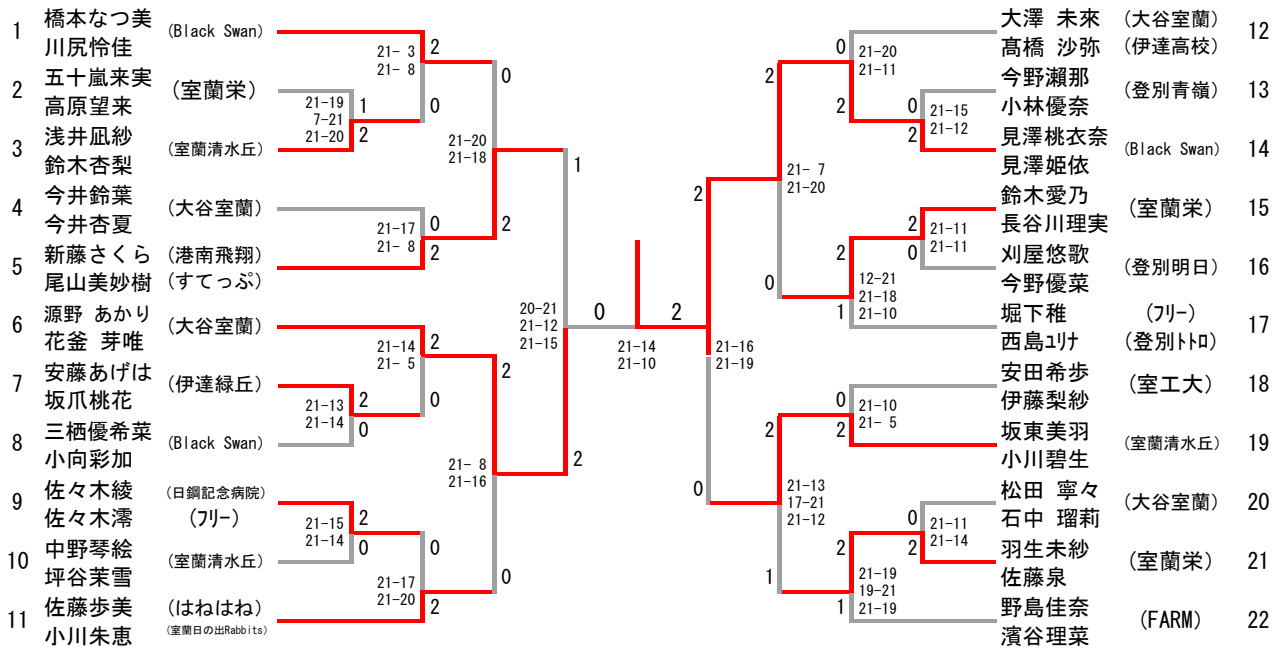 1 橋本なつ美 (Black Swan)
川尻怜佳
21- 3 2
21- 8
0
2 五十嵐来実 (室蘭栄)
高原望来
21-19 1 0
7-21
21-20 2
3 浅井凪紗 (室蘭清水丘)
鈴木杏梨
21-20
21-18
1
4 今井鈴葉 (大谷室蘭)
今井杏夏
21-17 0
21- 8 2
2
5 新藤さくら (港南飛翔)
尾山美妙樹 (すてっぷ)
6 源野 あかり (大谷室蘭)
花釜 芽唯
21-14 2
21- 5
20-21
21-12
21-15
0
2
7 安藤あげは (伊達緑丘)
坂爪桃花
21-13 2 0
21-14 0
8 三栖優希菜 (Black Swan)
小向彩加
21- 8
21-16
2
9 佐々木綾 (日鋼記念病院)
佐々木澪 (フリー)
21-15 2
21-14 0
0
10 中野琴絵 (室蘭清水丘)
坪谷茉雪
21-17
21-20 2
0
11 佐藤歩美 (はねはね)
小川朱恵 (室蘭日の出Rabbits)
21-14
21-10
2
大澤 未來 (大谷室蘭) 12
髙橋 沙弥 (伊達高校)
0 21-20
21-11
2
今野瀬那 (登別青嶺) 13
小林優奈
2 0 21-15
2 21-12
見澤桃衣奈 (Black Swan) 14
見澤姫依
21- 7
21-20
2
鈴木愛乃 (室蘭栄) 15
長谷川理実
2 21-11
21-11
0
刈屋悠歌 (登別明日) 16
今野優菜
0 2 12-21
21-18
1 21-10
堀下稚 (フリー) 17
西島ユリナ (登別トトロ)
21-16
21-19
安田希歩 (室工大) 18
伊藤梨紗
0 21-10
21- 5
2 2
坂東美羽 (室蘭清水丘) 19
小川碧生
0
21-13
17-21
21-12
松田 寧々 (大谷室蘭) 20
石中 瑠莉
0 21-11
21-14
2 2
羽生未紗 (室蘭栄) 21
佐藤泉
1 21-19
19-21
1 21-19
野島佳奈 (FARM) 22
濱谷理菜